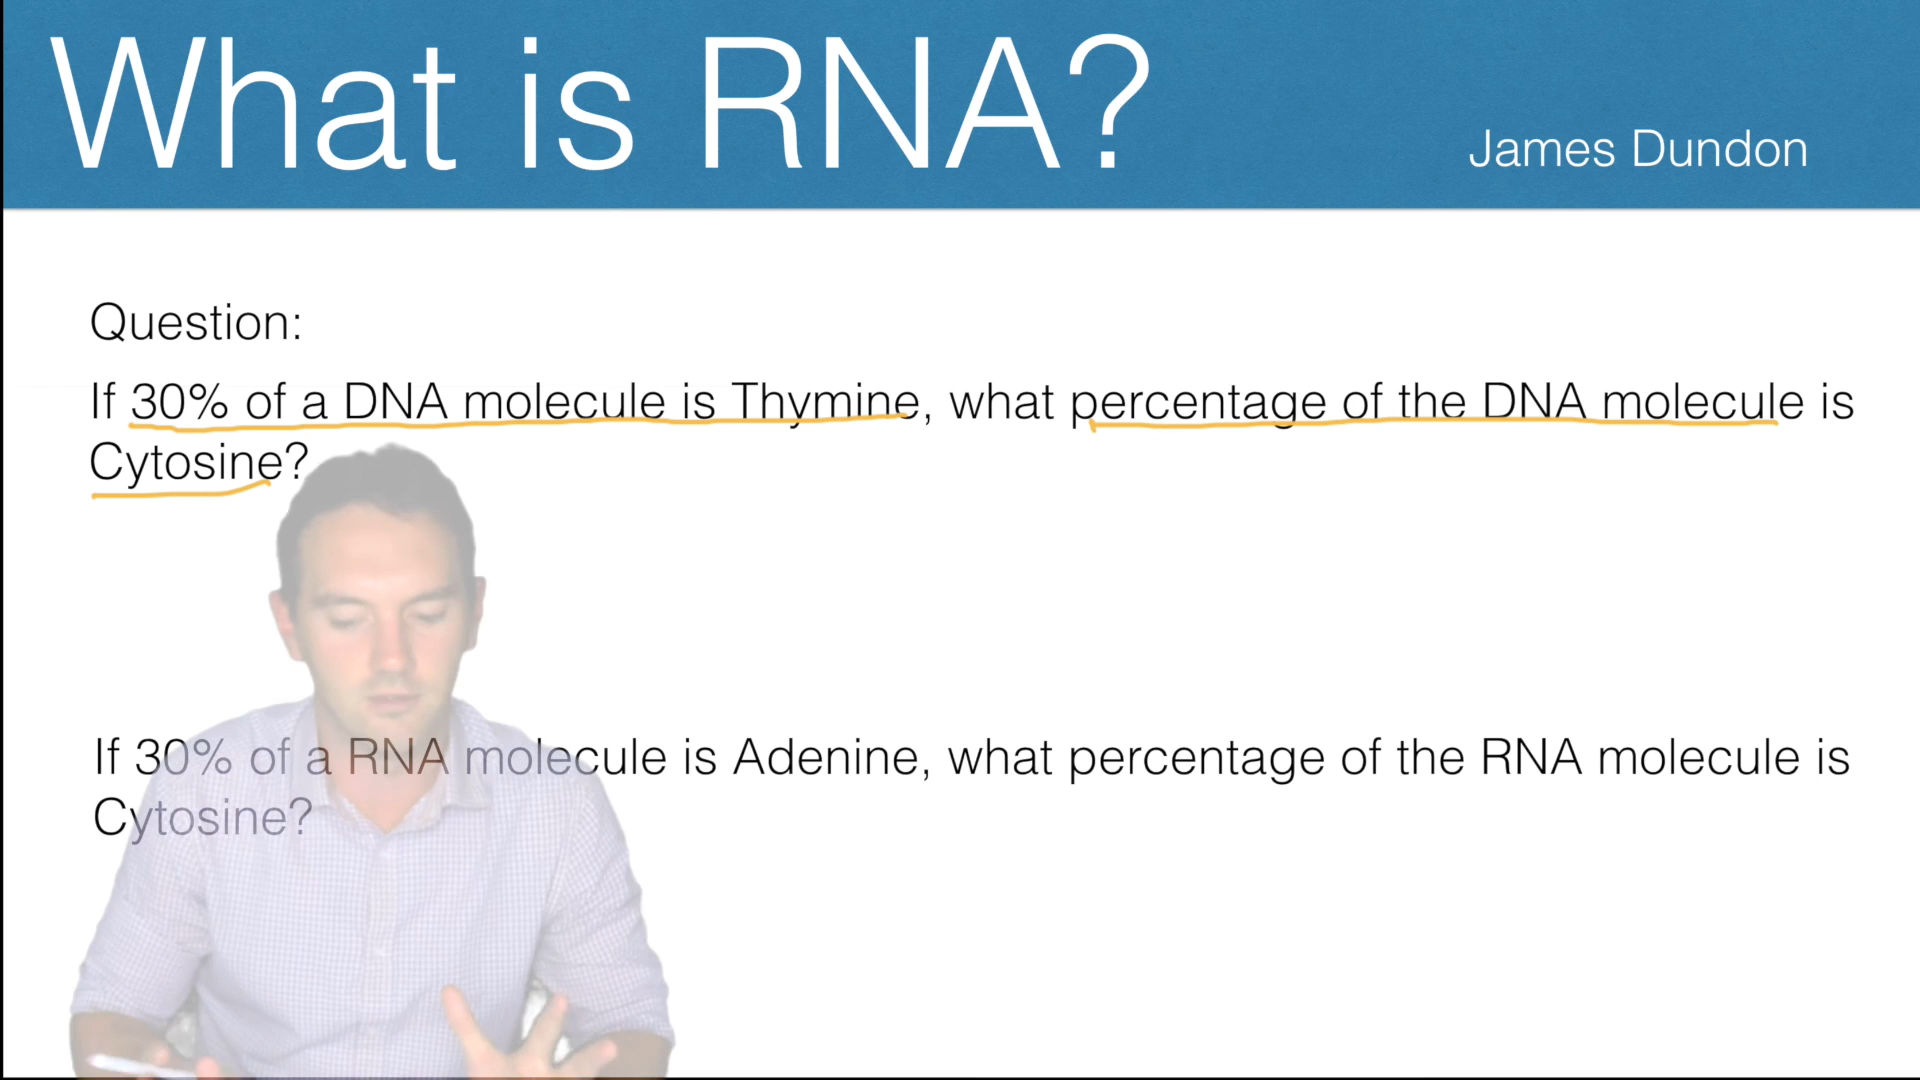 What is RNA?
James Dundon
Question:
If 30% of a DNA molecule is Thymine, what percentage of the DNA molecule is
Cytosine?
If 30% of a RNA molecule is Adenine, what percentage of the RNA molecule is
Cytosine?